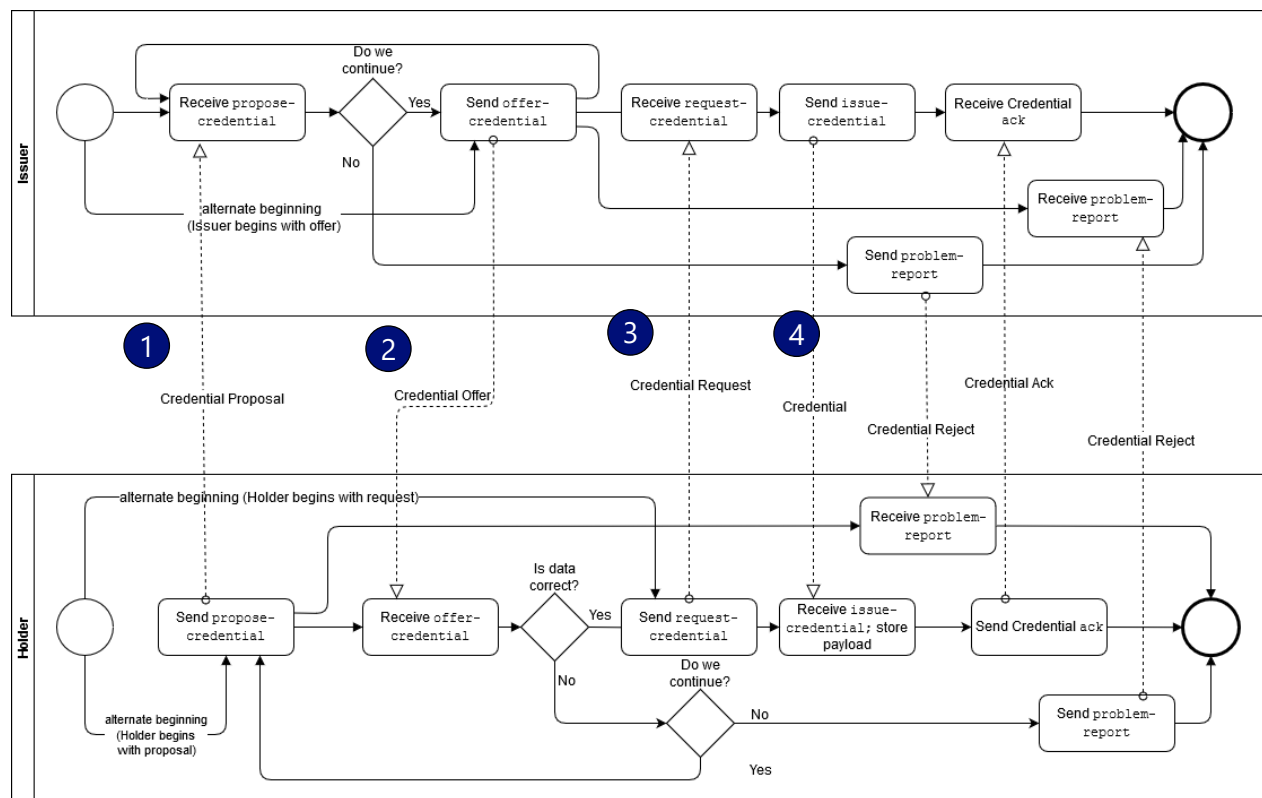 Issuer
Do we
continue?
Receive propose-
credential
Yes
Send offer-
credential
Receive request-
credential
Send issue-
credential
Receive Credential
ack
No
alternate beginning
(Issuer begins with offer)
Receive problem-
report
Send problem-
report
1
2
3
4
Credential Proposal
Credential Offer
Credential Request
Credential
Credential Reject
Credential Ack
Credential Reject
Holder
alternate beginning (Holder begins with request)
Receive problem-
report
Is data
correct?
Send propose-
credential
Receive offer-
credential
Yes
Send request-
credential
Receive issue-
credential; store
payload
Send Credential ack
No
Do we
continue?
alternate beginning
(Holder begins
with proposal)
No
Send problem-
report
Yes